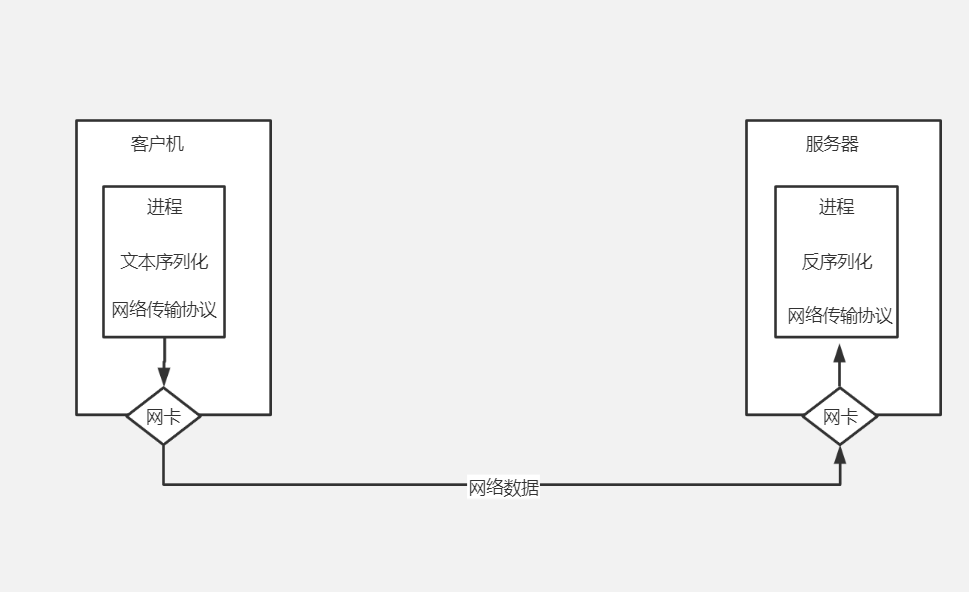 客户机
进程
文本序列化
网络传输协议
网卡
网络数据
服务器
进程
反序列化
网络传输协议
网卡